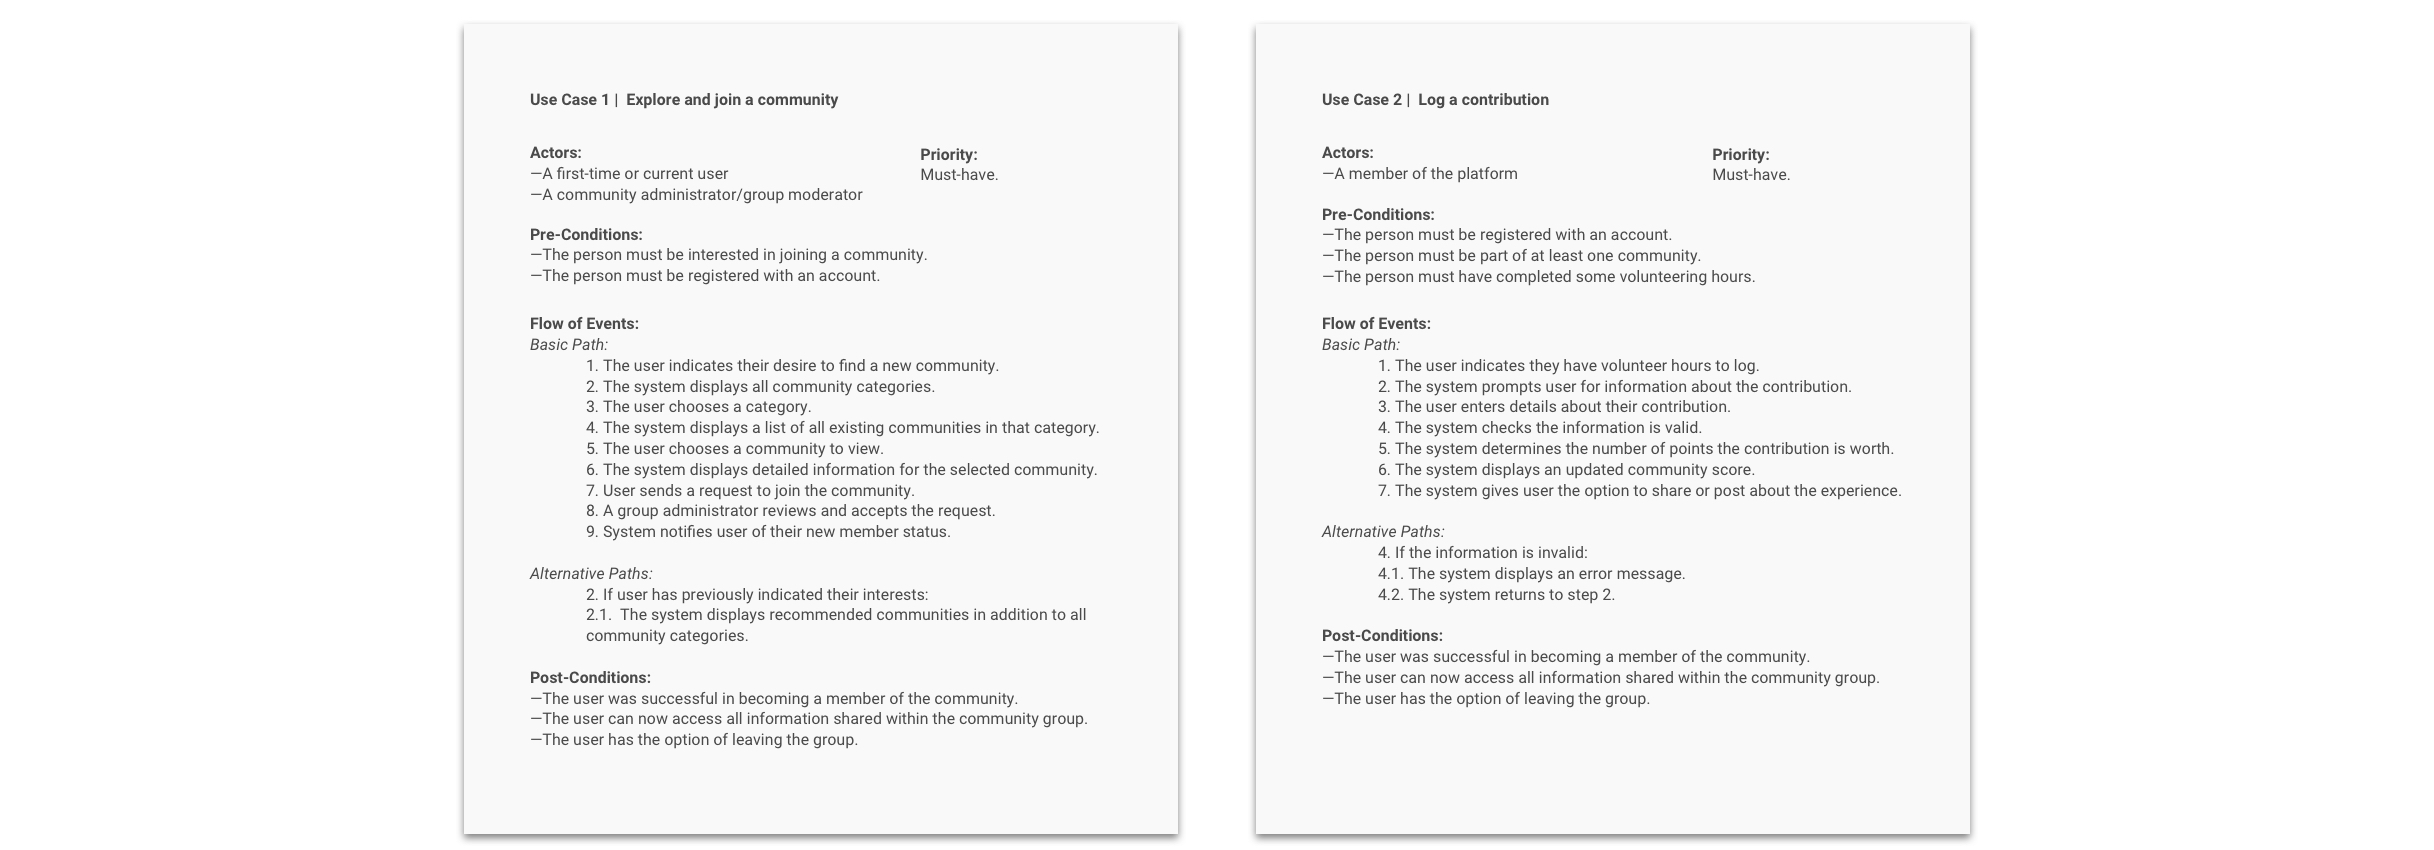 Use Case 1 | Explore and join a community
Actors:
—A first-time or current user
—A community administrator/group moderator
Priority:
Must-have.
Pre-Conditions:
—The person must be interested in joining a community.
—The person must be registered with an account.
Flow of Events:
Basic Path:
1. The user indicates their desire to find a new community.
2. The system displays all community categories.
3. The user chooses a category.
4. The system displays a list of all existing communities in that category.
5. The user chooses a community to view.
6. The system displays detailed information for the selected community.
7. User sends a request to join the community.
8. A group administrator reviews and accepts the request.
9. System notifies user of their new member status.
Alternative Paths:
2. If user has previously indicated their interests:
2.1. The system displays recommended communities in addition to all
community categories.
Post-Conditions:
—The user was successful in becoming a member of the community.
—The user can now access all information shared within the community group.
—The user has the option of leaving the group.
Use Case 2 | Log a contribution
Actors:
—A member of the platform
Priority:
Must-have.
Pre-Conditions:
—The person must be registered with an account.
—The person must be part of at least one community.
—The person must have completed some volunteering hours.
Flow of Events:
Basic Path:
1. The user indicates they have volunteer hours to log.
2. The system prompts user for information about the contribution.
3. The user enters details about their contribution.
4. The system checks the information is valid.
5. The system determines the number of points the contribution is worth.
6. The system displays an updated community score.
7. The system gives user the option to share or post about the experience.
Alternative Paths:
4. If the information is invalid:
4.1. The system displays an error message.
4.2. The system returns to step 2.
Post-Conditions:
—The user was successful in becoming a member of the community.
—The user can now access all information shared within the community group.
—The user has the option of leaving the group.